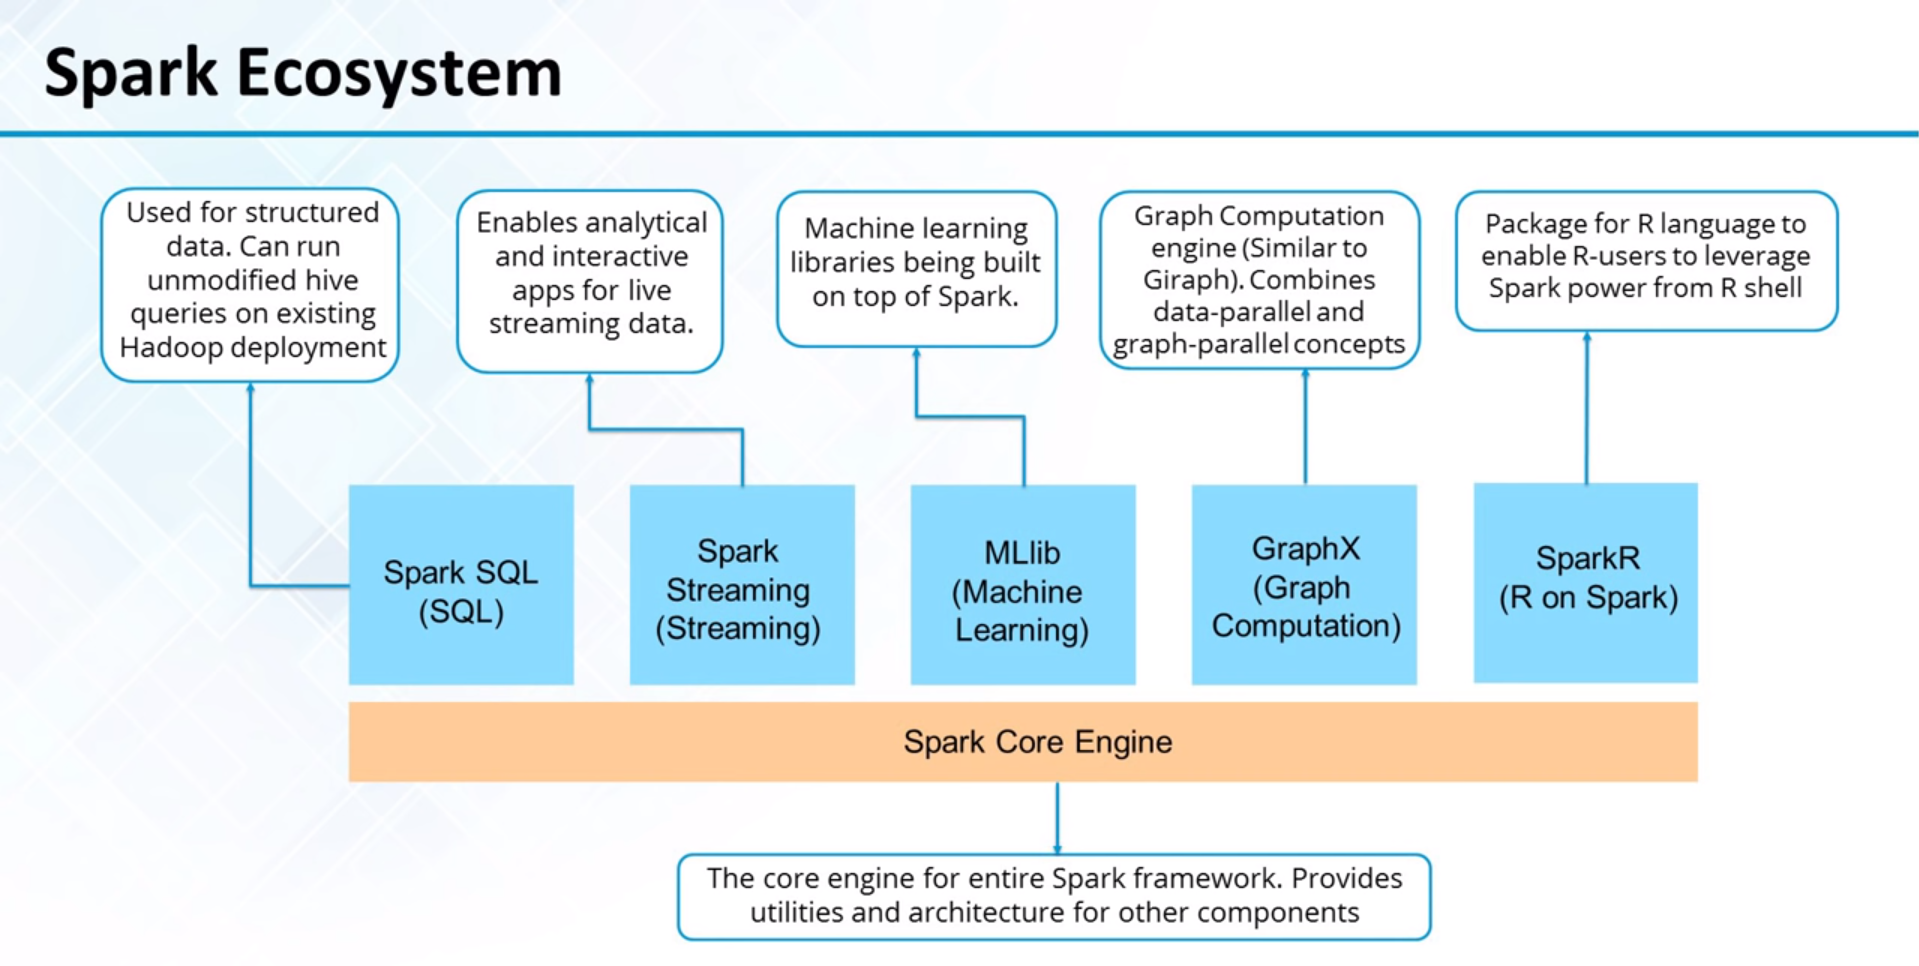 Spark Ecosystem
Used for structured
data. Can run
unmodified hive
queries on existing
Hadoop deployment
Enables analytical
and interactive
apps for live
streaming data.
Machine learning
libraries being built
on top of Spark.
Graph Computation
engine (Similar to
Giraph). Combines
data-parallel and
graph-parallel concepts
Package for R language to
enable R-users to leverage
Spark power from R shell
Spark SQL
(SQL)
Spark
Streaming
(Streaming)
MLlib
(Machine
Learning)
GraphX
(Graph
Computation)
SparkR
(R on Spark)
Spark Core Engine
The core engine for entire Spark framework. Provides
utilities and architecture for other components